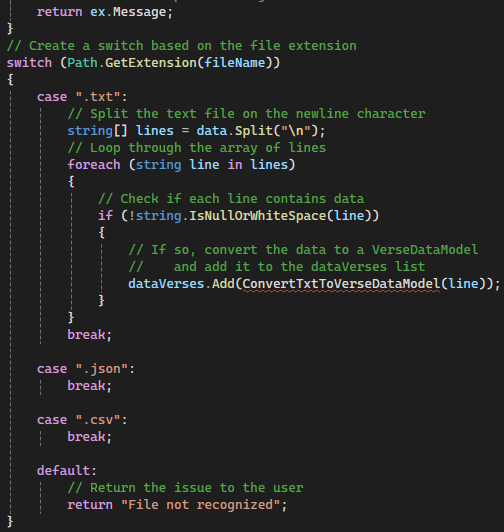 return ex.Message;
}
// Create a switch based on the file extension
switch (Path.GetExtension(fileName))
{
    case ".txt":
        // Split the text file on the newline character
        string[] lines = data.Split("\n");
        // Loop through the array of lines
        foreach (string line in lines)
        {
            // Check if each line contains data
            if (!string.IsNullOrWhiteSpace(line))
            {
                // If so, convert the data to a VerseDataModel
                //    and add it to the dataVerses list
                dataVerses.Add(ConvertTxtToVerseDataModel(line));
            }
        }
        break;

    case ".json":
        break;

    case ".csv":
        break;

    default:
        // Return the issue to the user
        return "File not recognized";
}